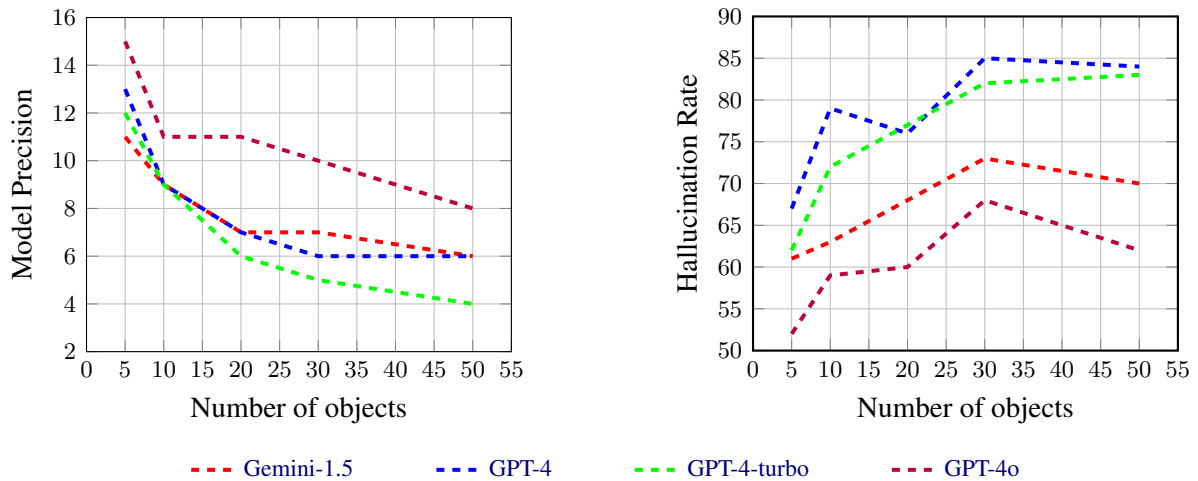 16
14
12
10
8
6
4
2
Model Precision
0 5 10 15 20 25 30 35 40 45 50 55
Number of objects
90
85
80
75
70
65
60
55
50
Hallucination Rate
0 5 10 15 20 25 30 35 40 45 50 55
Number of objects
Gemini-1.5 GPT-4 GPT-4-turbo GPT-4o